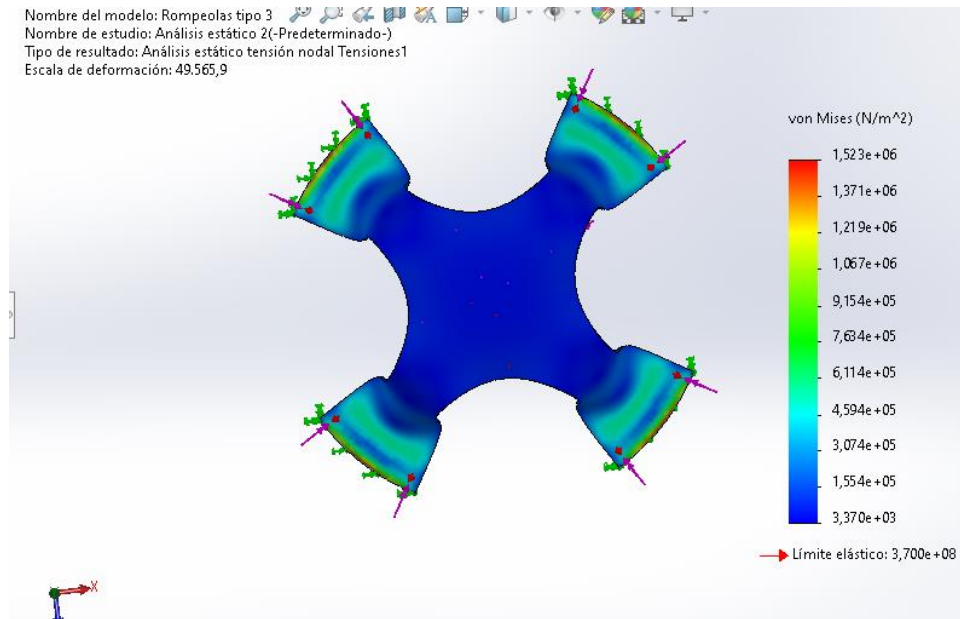 Nombre del modelo: Rompeolas tipo 3
Nombre de estudio: Análisis estático 2(-Predeterminado-)
Tipo de resultado: Análisis estático tensión nodal Tensiones1
Escala de deformación: 49.565,9
von Mises (N/m^2)
1,523e+06
1,371e+06
1,219e+06
1,067e+06
9,154e+05
7,634e+05
6,114e+05
4,594e+05
3,074e+05
1,554e+05
3,370e+03
Límite elástico: 3,700e+08
X